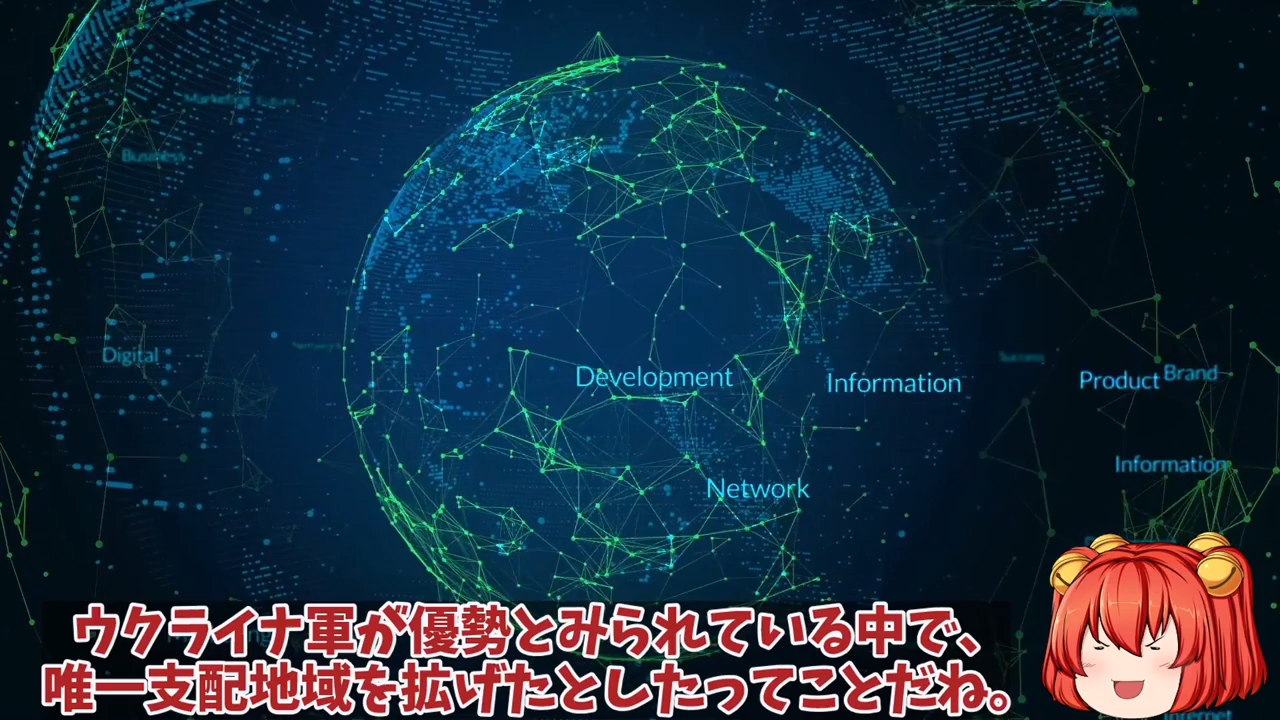 Business
Digital
Development
Information
Product
Brand
Information
Network
ウクライナ軍が優勢とみられている中で、
唯一支配地域を拡げたとしたってことだね。